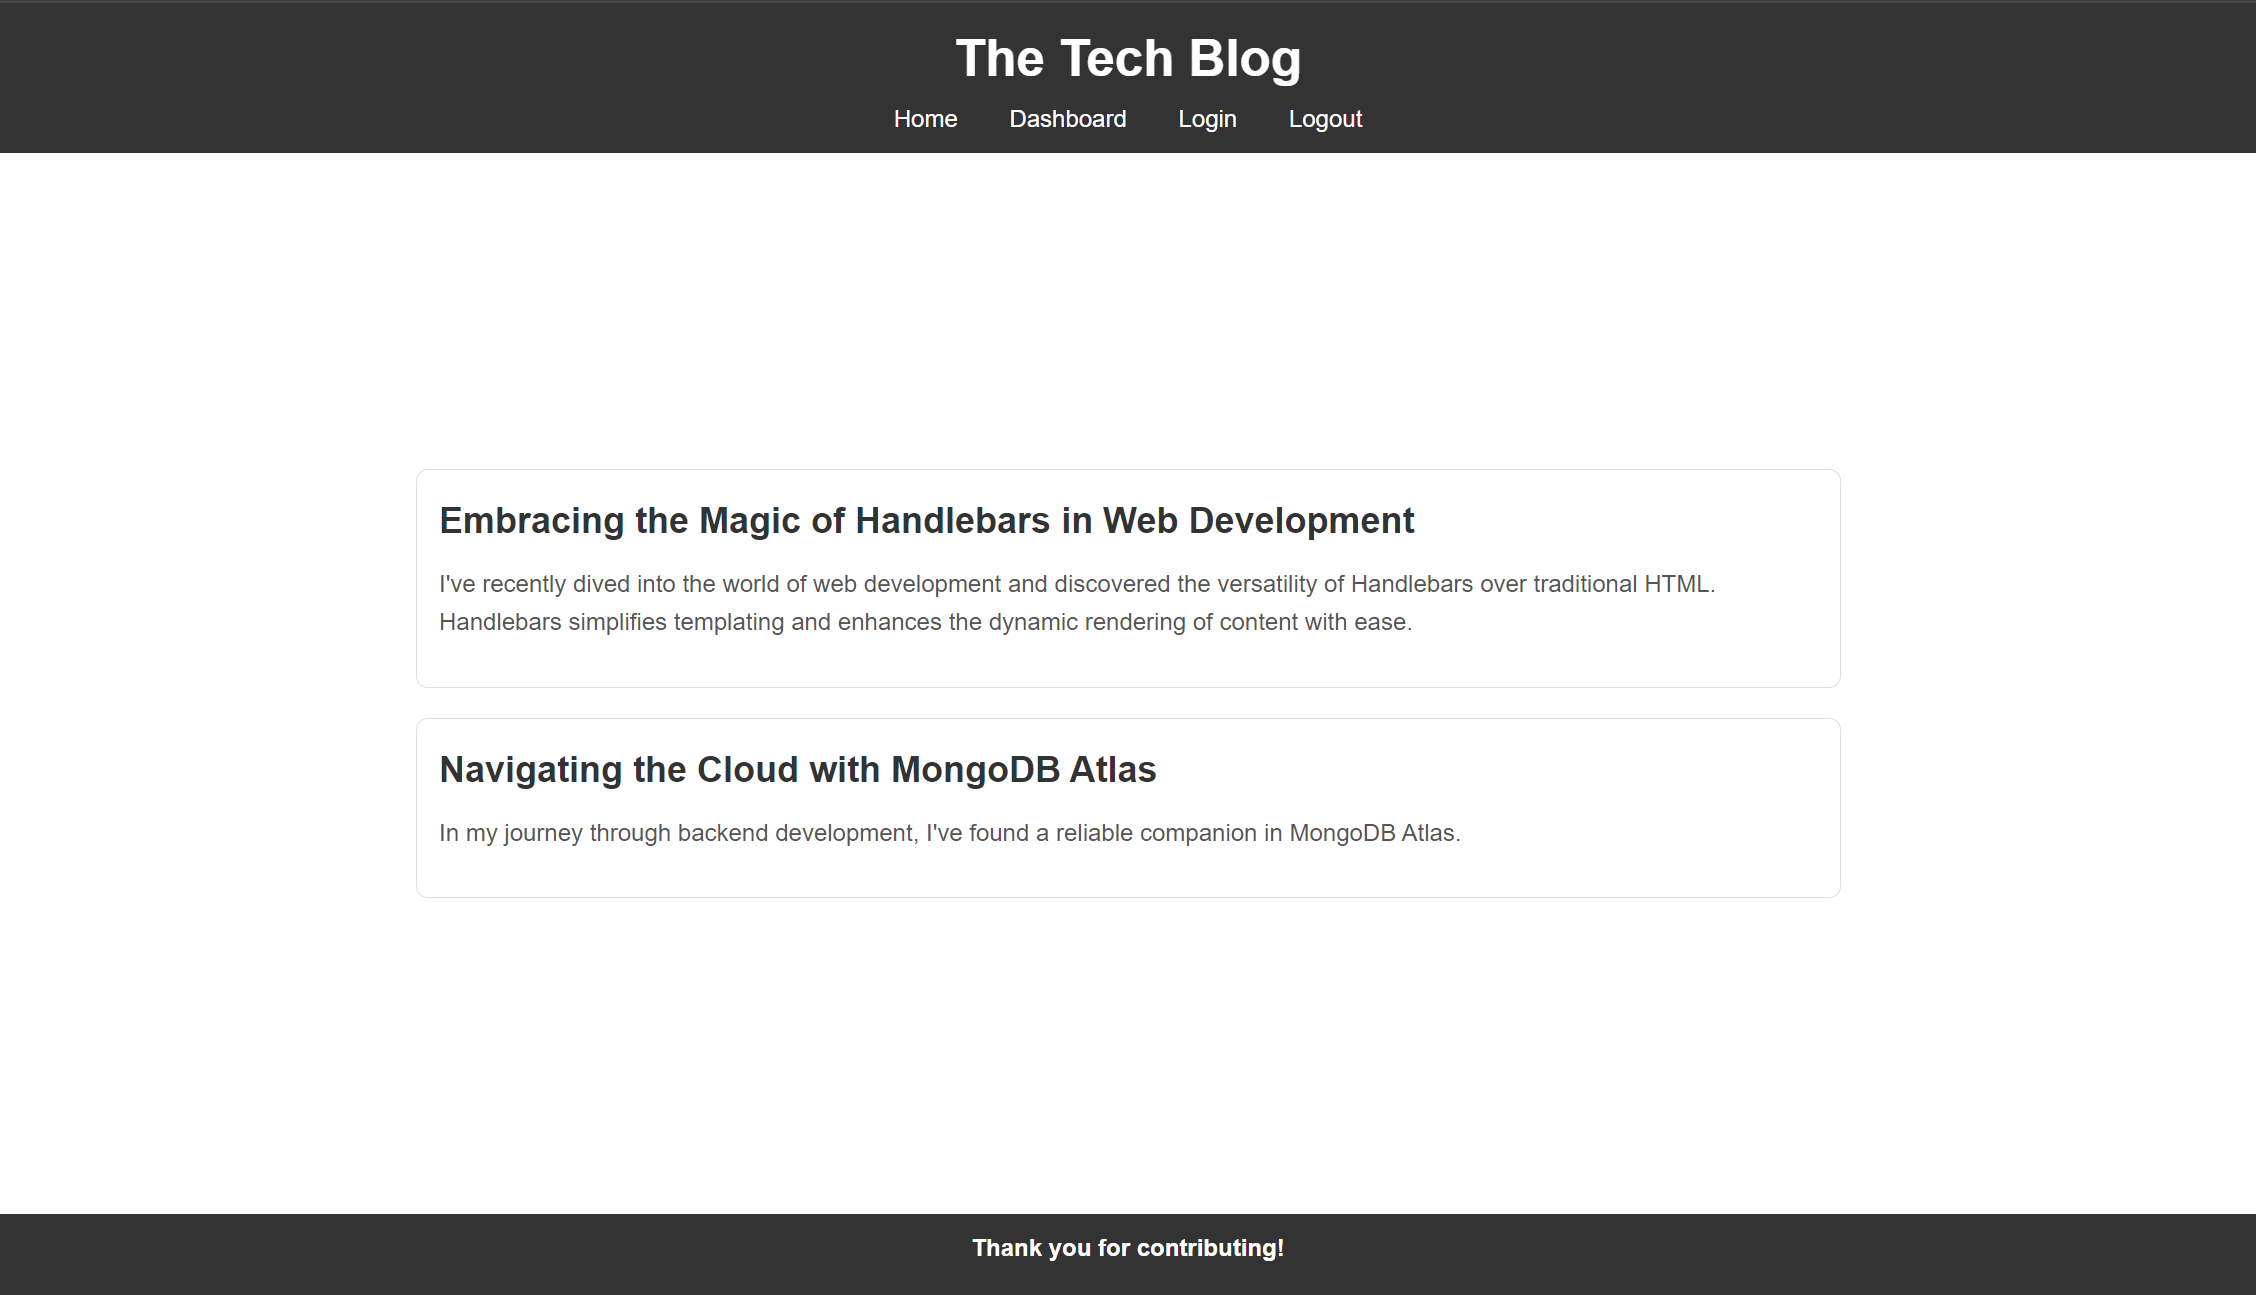 The Tech Blog
Home Dashboard Login Logout
Embracing the Magic of Handlebars in Web Development
I've recently dived into the world of web development and discovered the versatility of Handlebars over traditional HTML.
Handlebars simplifies templating and enhances the dynamic rendering of content with ease.
Navigating the Cloud with MongoDB Atlas
In my journey through backend development, I've found a reliable companion in MongoDB Atlas.
Thank you for contributing!